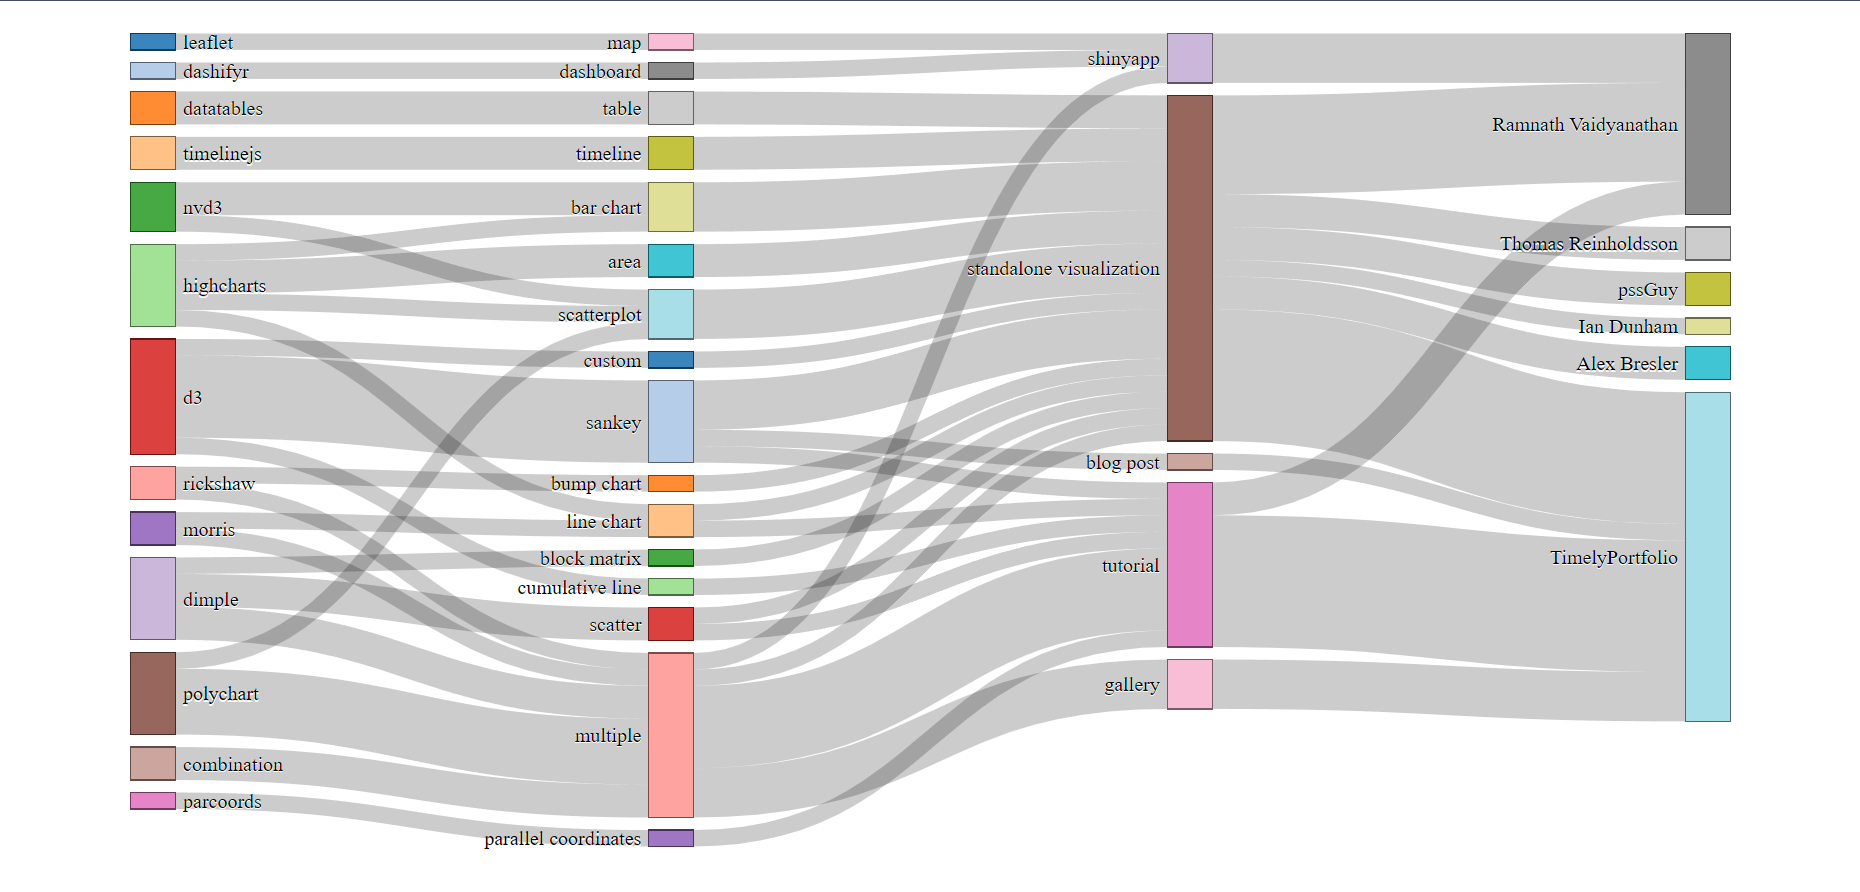 leaflet
dashifyr
datatables
timelinejs
nvd3
highcharts
d3
rickshaw
morris
dimple
polychart
combination
parcoords
map
dashboard
table
timeline
bar chart
area
scatterplot
custom
sankey
bump chart
line chart
block matrix
cumulative line
scatter
multiple
parallel coordinates
shinyapp
standalone visualization
blog post
tutorial
gallery
Ramnath Vaidyanathan
Thomas Reinholdsson
pssGuy
Ian Dunham
Alex Bresler
TimelyPortfolio